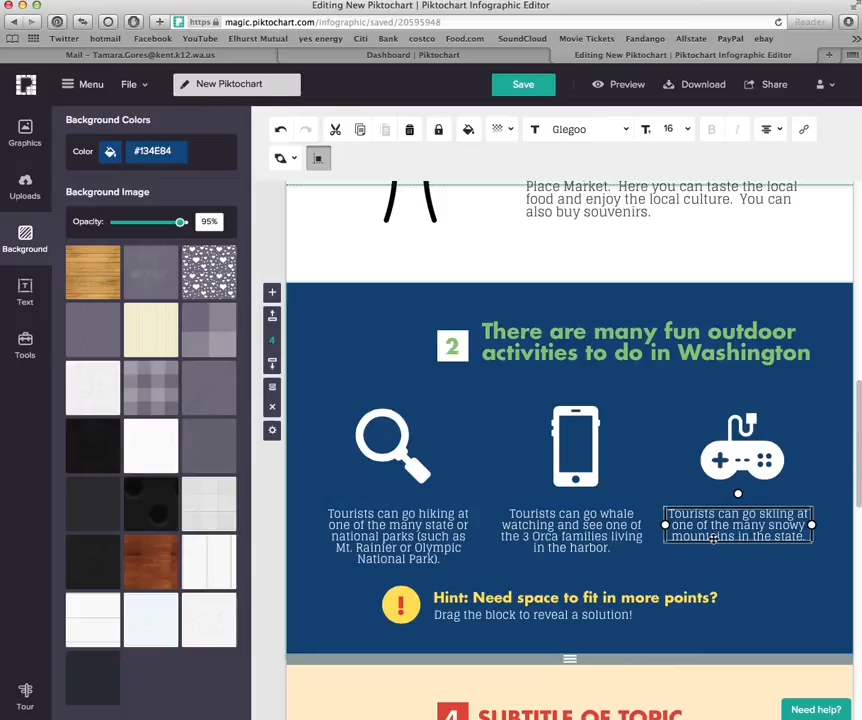 Editing New Piktochart | Piktochart Infographic Editor
https magic.piktochart.com/infographic/saved/20595948 Reader
Twitter hotmail Facebook YouTube Elhurst Mutual yes energy Citi Bank costco Food.com SoundCloud Movie Tickets Fandango Allstate PayPal ebay
Mail – Tamara.Gores@kent.k12.wa.us Dashboard | Piktochart Editing New Piktochart | Piktochart Infographic Editor
Menu File New Piktochart Save Preview Download Share
Graphics
Uploads
Background
Text
Tools
Tour
Background Colors
Color #134E84
Background Image
Opacity: 95%
Glegoo 16 B I
Place Market. Here you can taste the local
food and enjoy the local culture. You can
also buy souvenirs.
4
2
There are many fun outdoor
activities to do in Washington
Tourists can go hiking at
one of the many state or
national parks (such as
Mt. Rainier or Olympic
National Park).
Tourists can go whale
watching and see one of
the 3 Orca families living
in the harbor.
Tourists can go skiing at
one of the many snowy
mountains in the state.
! Hint: Need space to fit in more points?
Drag the block to reveal a solution!
4 SUBTITLE OF TOPIC
Need help?